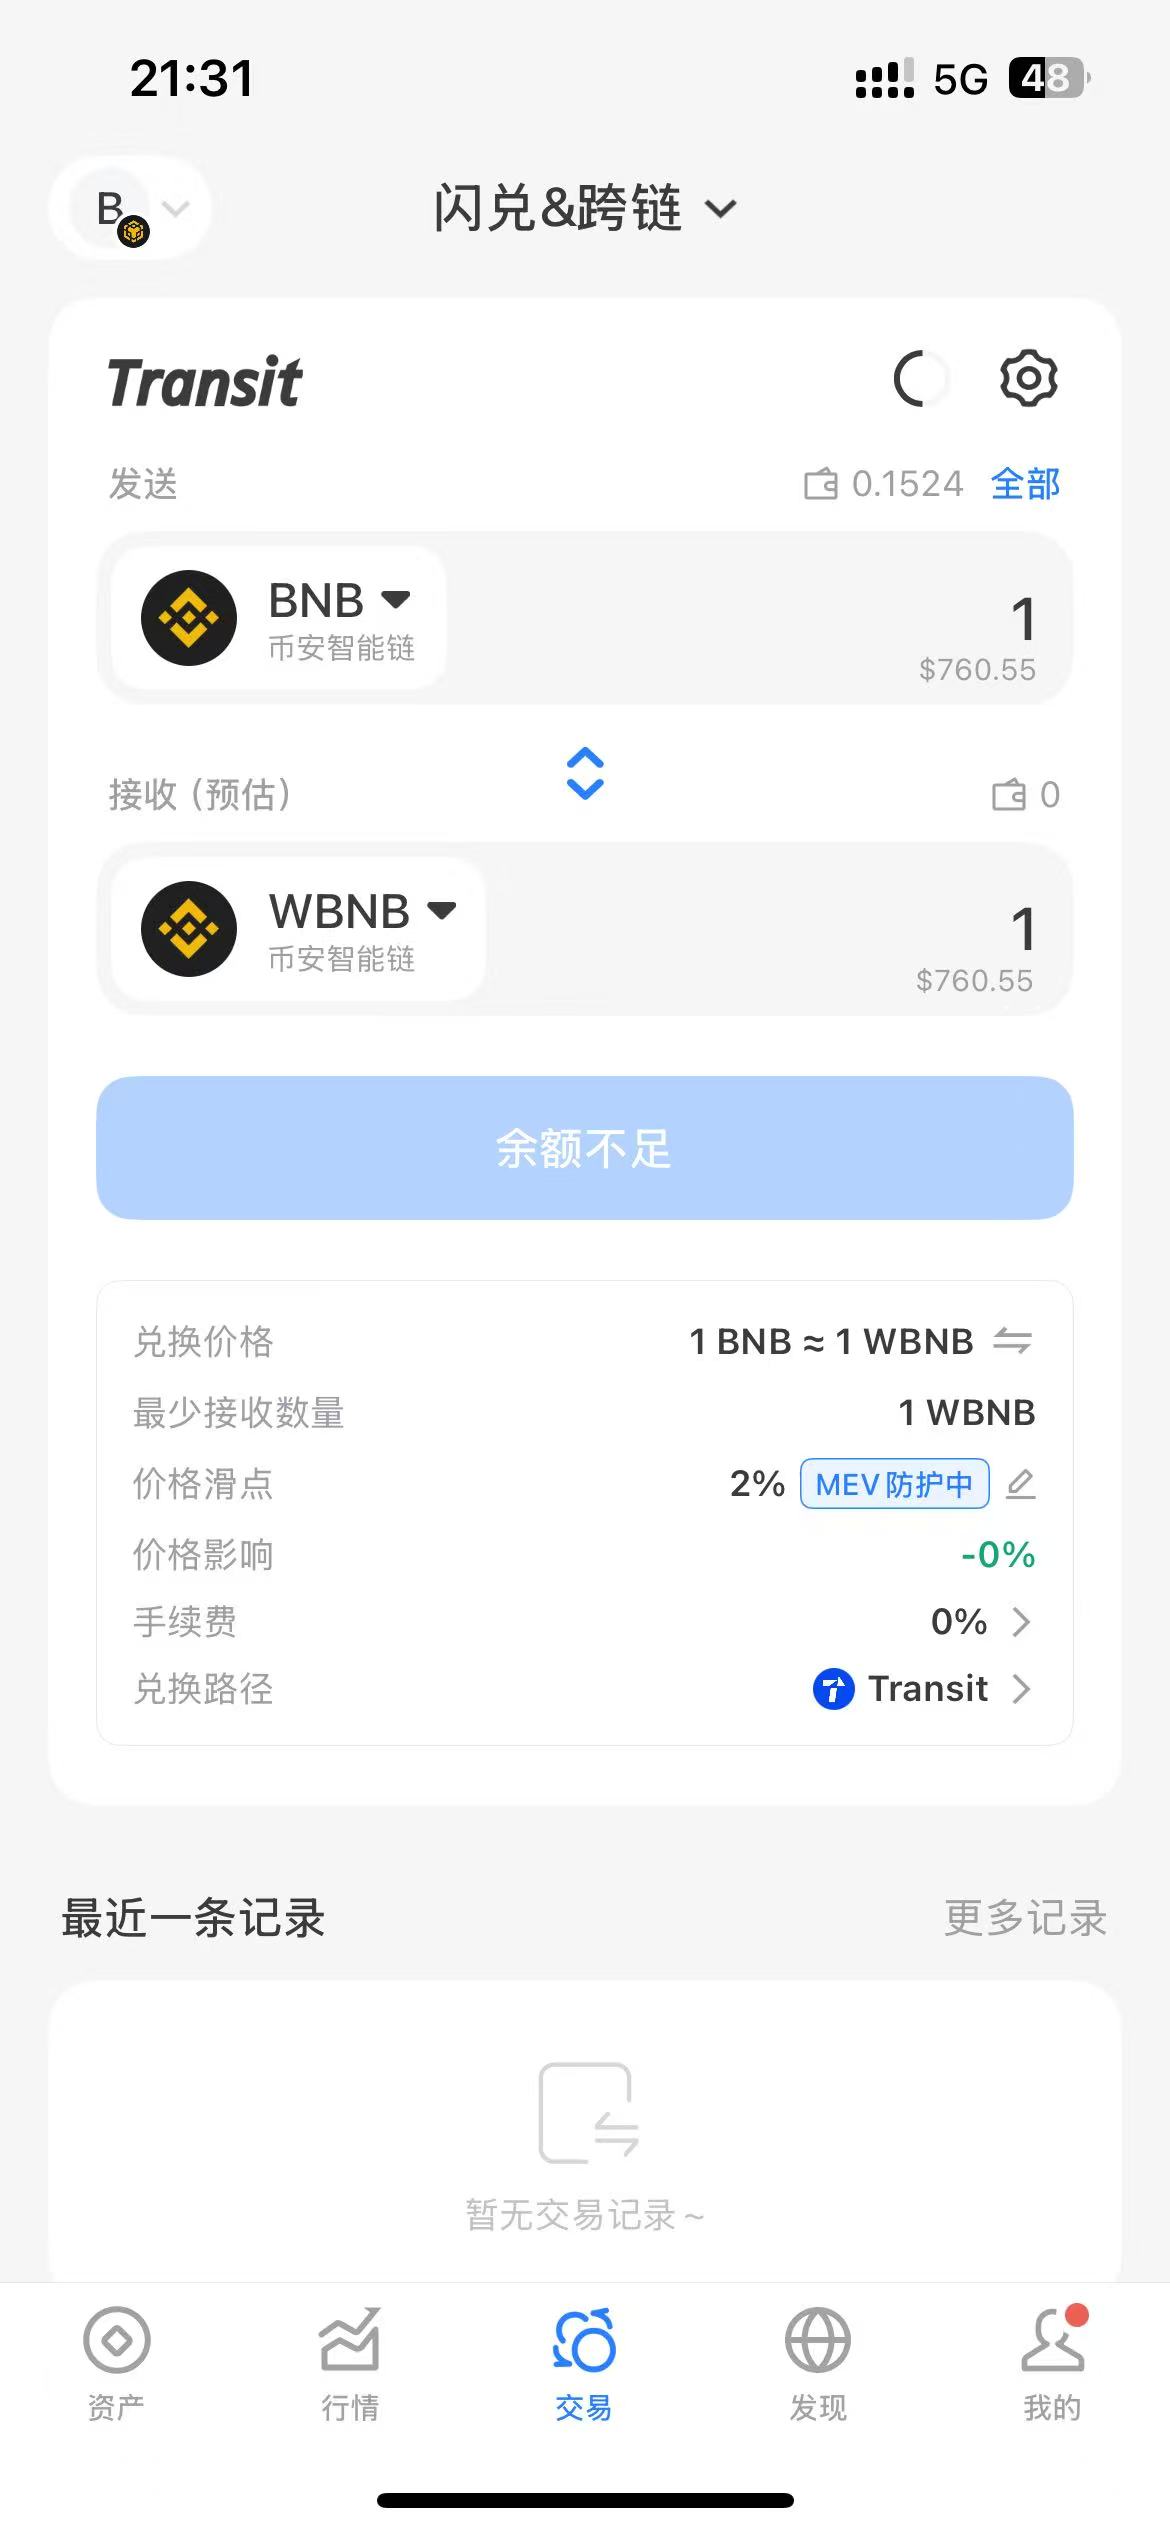 21:31
5G 48
B
闪兑&跨链
Transit
发送
0.1524 全部
BNB
币安智能链
1
$760.55
接收（预估）
0
WBNB
币安智能链
1
$760.55
余额不足
兑换价格
1 BNB ≈ 1 WBNB
最少接收数量
1 WBNB
价格滑点
2% MEV防护中
价格影响
-0%
手续费
0%
兑换路径
Transit
最近一条记录
更多记录
暂无交易记录 ~
资产
行情
交易
发现
我的